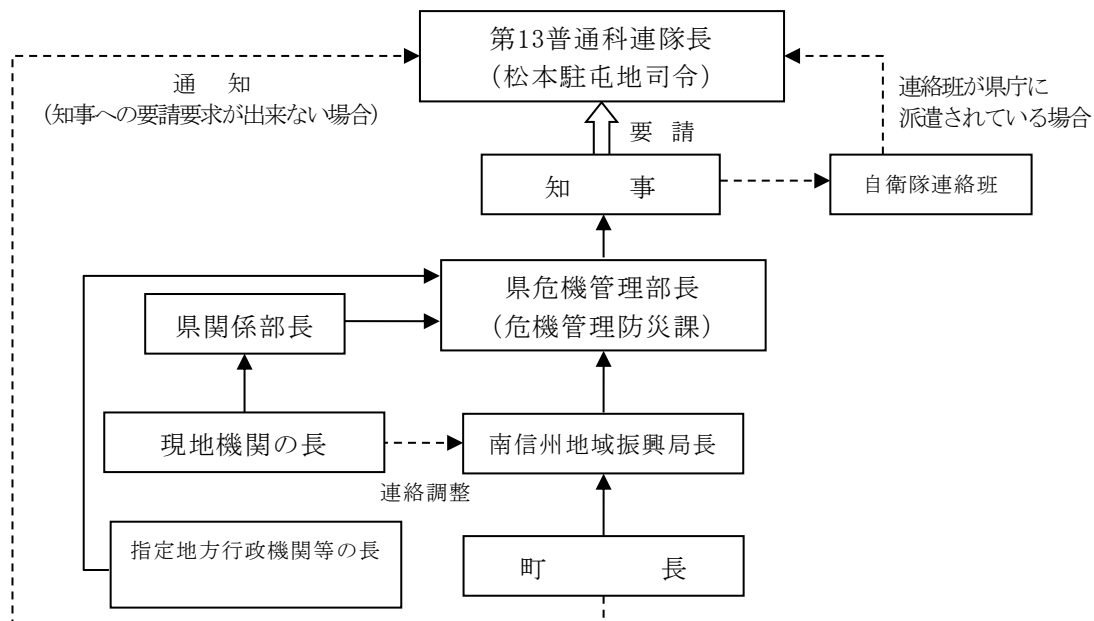 第13普通科連隊長
(松本駐屯地司令)
通 知
(知事への要請要求が出来ない場合)
連絡班が県庁に
派遣されている場合
要 請
知 事
自衛隊連絡班
県危機管理部長
(危機管理防災課)
県関係部長
現地機関の長
南信州地域振興局長
連絡調整
指定地方行政機関等の長
町 長